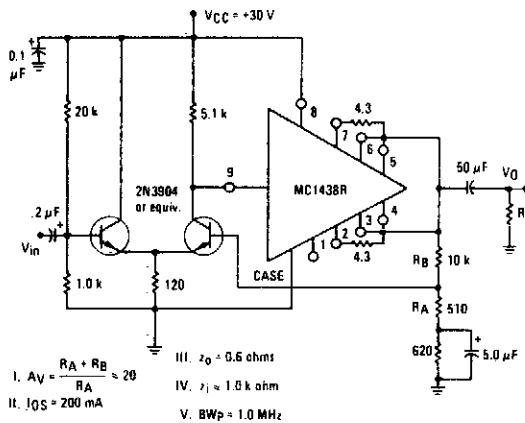 VCC = +30 V
0.1
μF
20 k
5.1 k
8
4.3
7
6
5
9
2N3904
or equiv.
MC1438R
50 μF
VO
R
.2 μF
Vin
4
3
2
1
4.3
RB
10 k
CASE
1.0 k
120
RA
510
620
5.0 μF
I. AV = RA + RB / RA ≈ 20
II. IOS = 200 mA
III. zo = 0.6 ohms
IV. zi ≈ 1.0 k ohm
V. BWP = 1.0 MHz